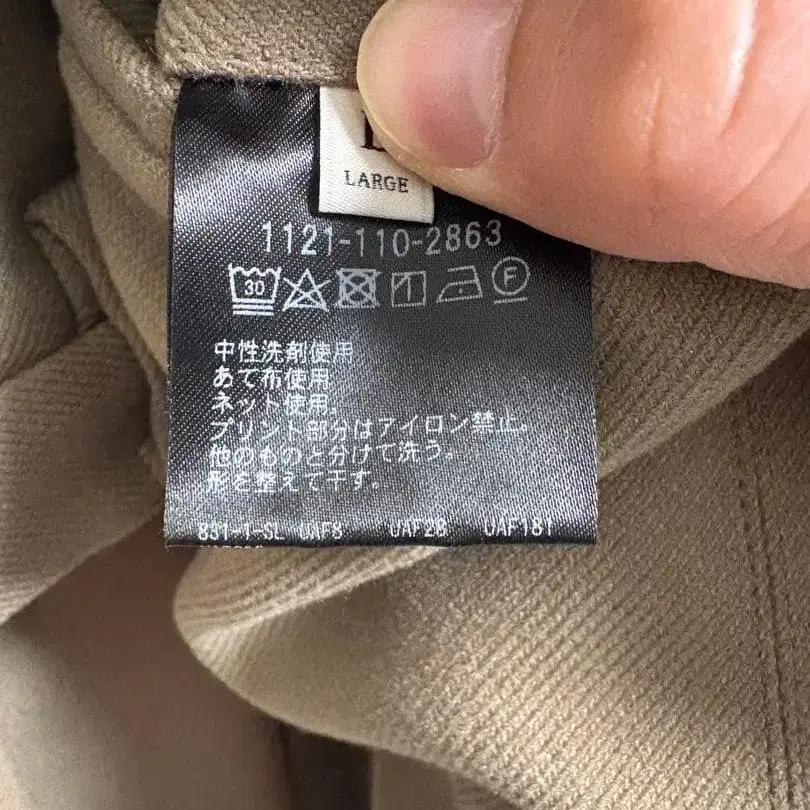 LARGE
1121-110-2863
30 F
中性洗剤使用
あて布使用
ネット使用。
プリント部分はアイロン禁止。
他のものと分けて洗う。
形を整えて干す。
831-1-SL UAF8 UAF28 UAF181